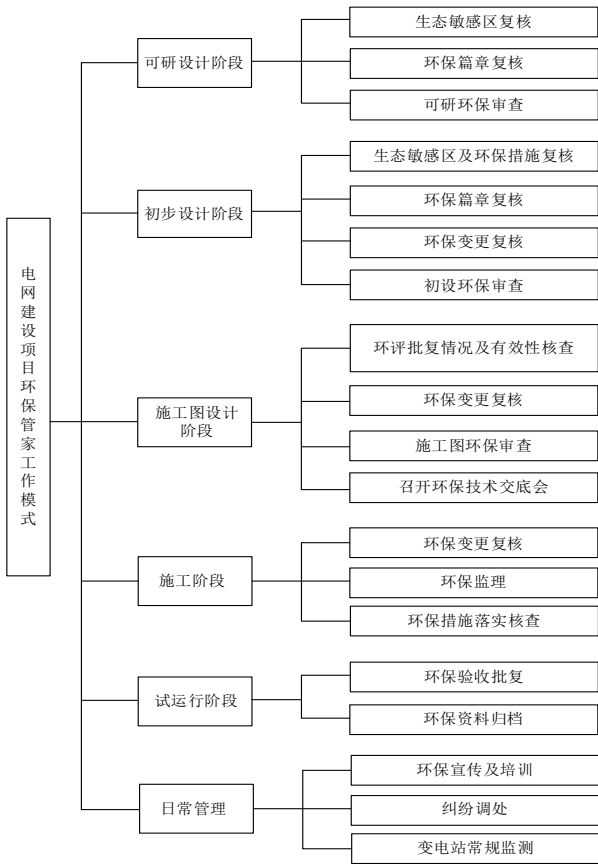 电网建设项目环保管家工作模式
可研设计阶段
生态敏感区复核
环保篇章复核
可研环保审查
初步设计阶段
生态敏感区及环保措施复核
环保篇章复核
环保变更复核
初设环保审查
施工图设计
阶段
环评批复情况及有效性核查
环保变更复核
施工图环保审查
召开环保技术交底会
施工阶段
环保变更复核
环保监理
环保措施落实核查
试运行阶段
环保验收批复
环保资料归档
日常管理
环保宣传及培训
纠纷调处
变电站常规监测